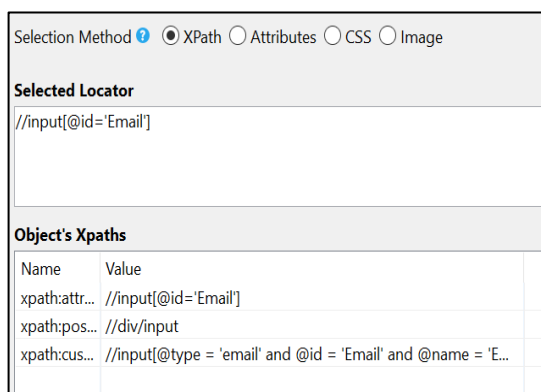 Selection Method ? XPath Attributes CSS Image
Selected Locator
//input[@id='Email']
Object's Xpaths
Name Value
xpath:attr... //input[@id='Email']
xpath:pos... //div/input
xpath:cus... //input[@type = 'email' and @id = 'Email' and @name = 'E...